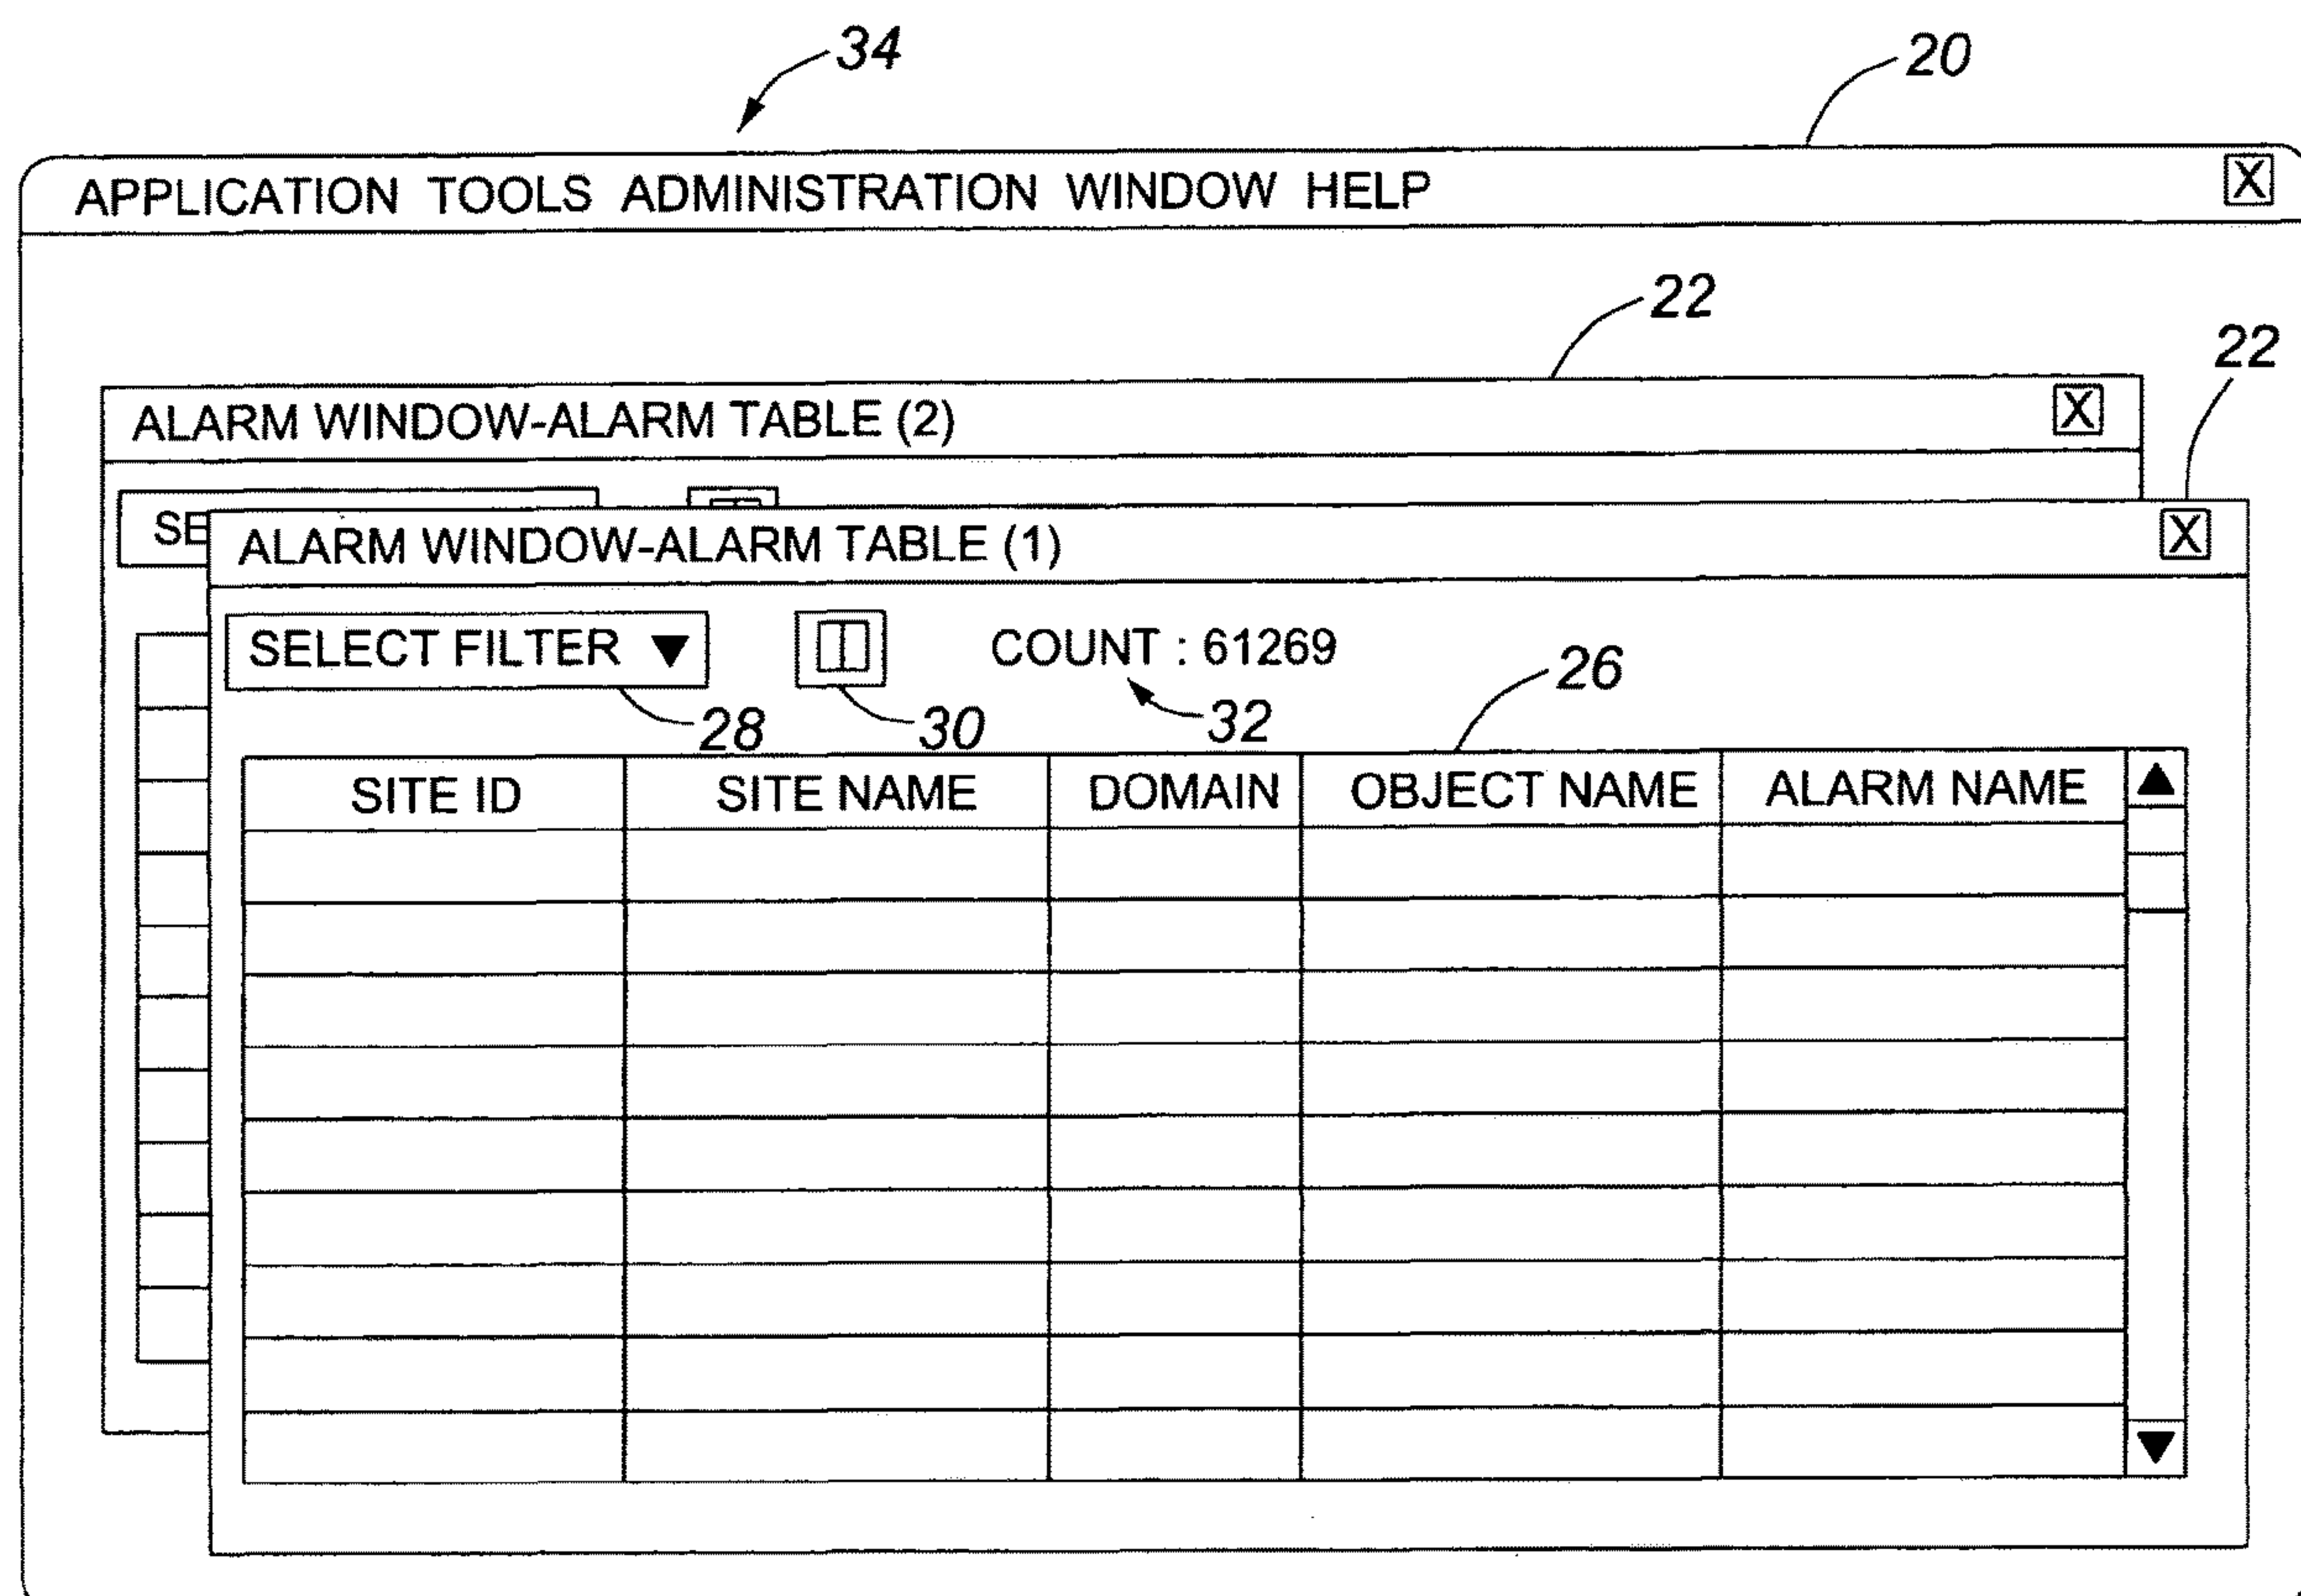 34
20
APPLICATION TOOLS ADMINISTRATION WINDOW HELP X
22
22
ALARM WINDOW-ALARM TABLE (2) X
SE
ALARM WINDOW-ALARM TABLE (1) X
SELECT FILTER COUNT : 61269
28 30 32 26
SITE ID SITE NAME DOMAIN OBJECT NAME ALARM NAME